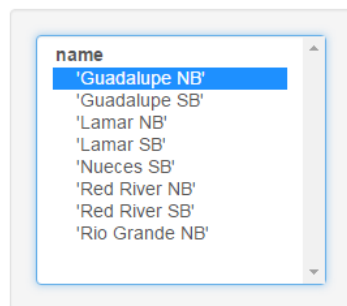 name
'Guadalupe NB'
'Guadalupe SB'
'Lamar NB'
'Lamar SB'
'Nueces SB'
'Red River NB'
'Red River SB'
'Rio Grande NB'